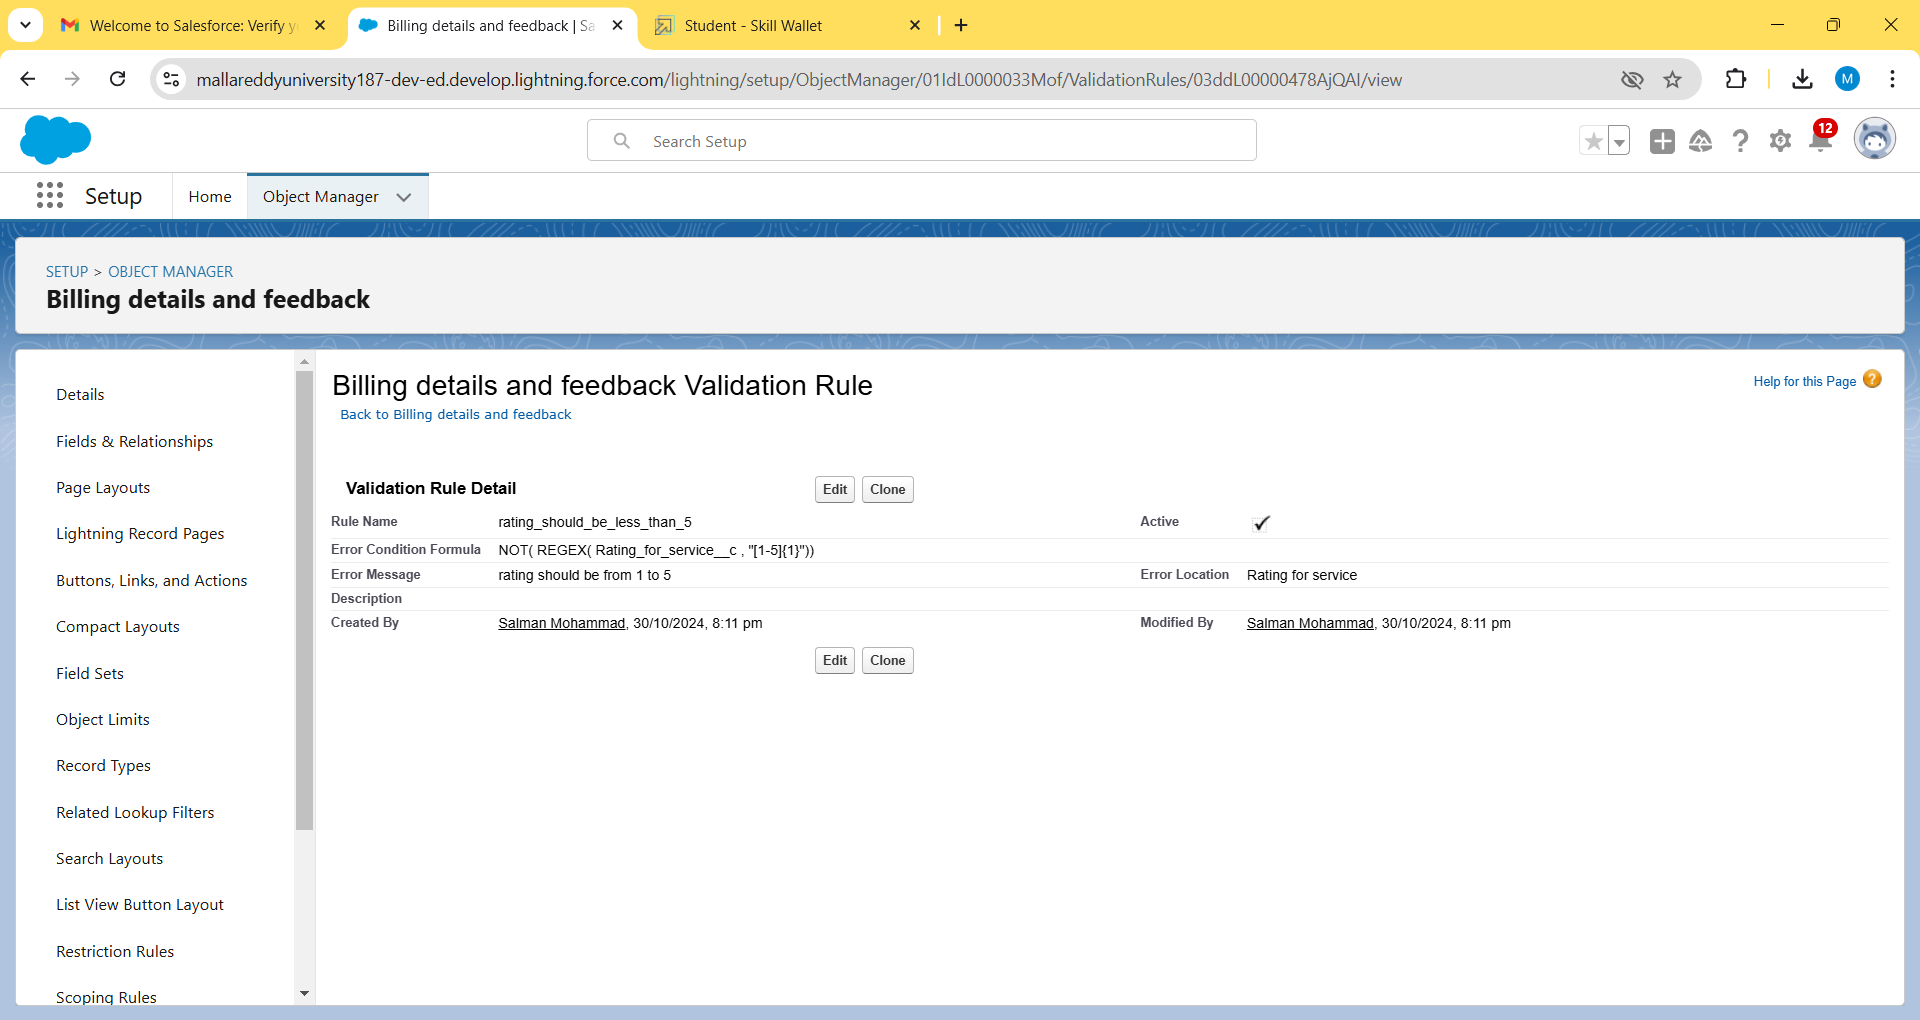 Welcome to Salesforce: Verify y
Billing details and feedback | Sa
Student - Skill Wallet
mallareddyuniversity187-dev-ed.develop.lightning.force.com/lightning/setup/ObjectManager/01IdL0000033Mof/ValidationRules/03ddL00000478AjQAI/view
M
Search Setup
12
Setup
Home
Object Manager
SETUP > OBJECT MANAGER
Billing details and feedback
Details
Fields & Relationships
Page Layouts
Lightning Record Pages
Buttons, Links, and Actions
Compact Layouts
Field Sets
Object Limits
Record Types
Related Lookup Filters
Search Layouts
List View Button Layout
Restriction Rules
Scoping Rules
Billing details and feedback Validation Rule
Help for this Page
Back to Billing details and feedback
Validation Rule Detail
Edit Clone
Rule Name rating_should_be_less_than_5 Active
Error Condition Formula NOT( REGEX( Rating_for_service__c , "[1-5]{1}"))
Error Message rating should be from 1 to 5 Error Location Rating for service
Description
Created By Salman Mohammad, 30/10/2024, 8:11 pm Modified By Salman Mohammad, 30/10/2024, 8:11 pm
Edit Clone